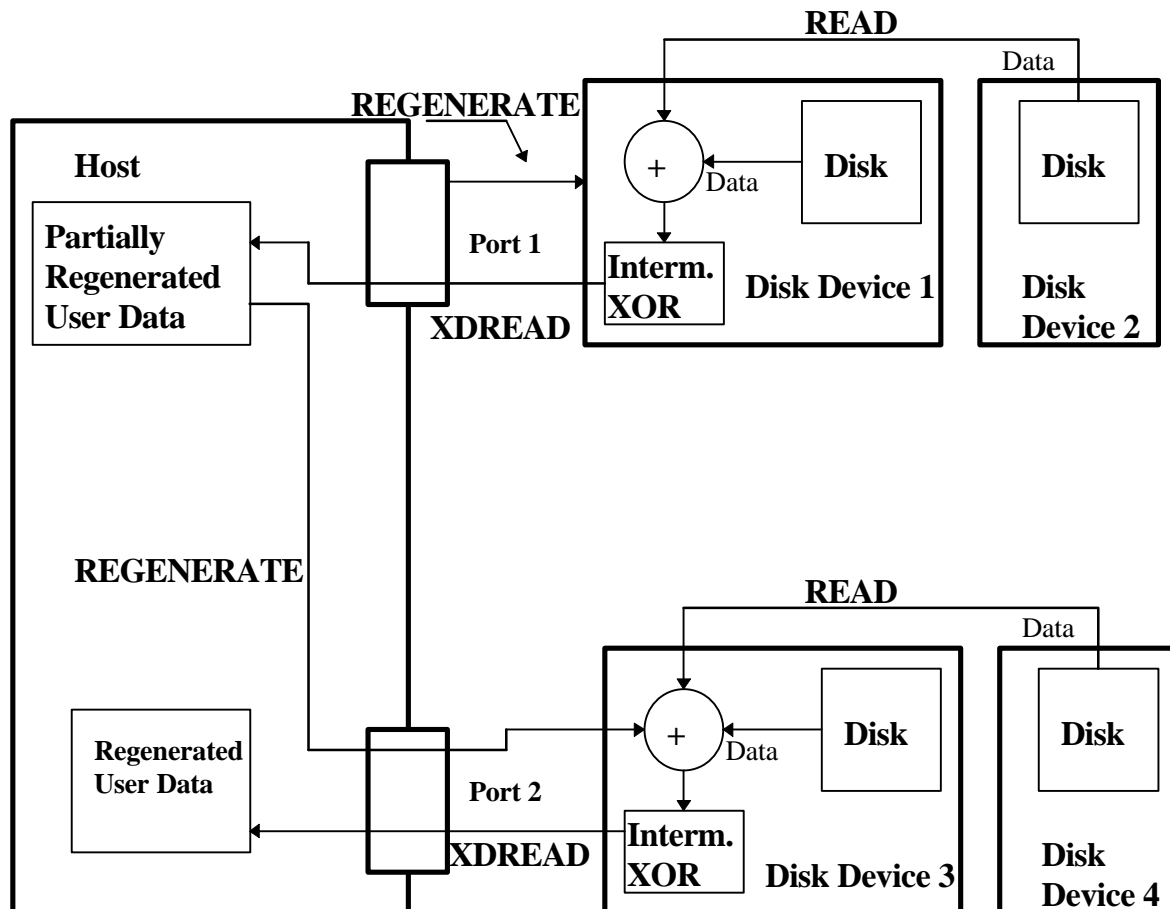 READ
Data
REGENERATE
Host
+
Data
Disk
Disk
Partially
Regenerated
User Data
Port 1
Interm.
XOR
Disk Device 1
Disk
Device 2
XDREAD
REGENERATE
READ
Data
+
Data
Disk
Disk
Regenerated
User Data
Port 2
Interm.
XOR
XDREAD
Disk Device 3
Disk
Device 4